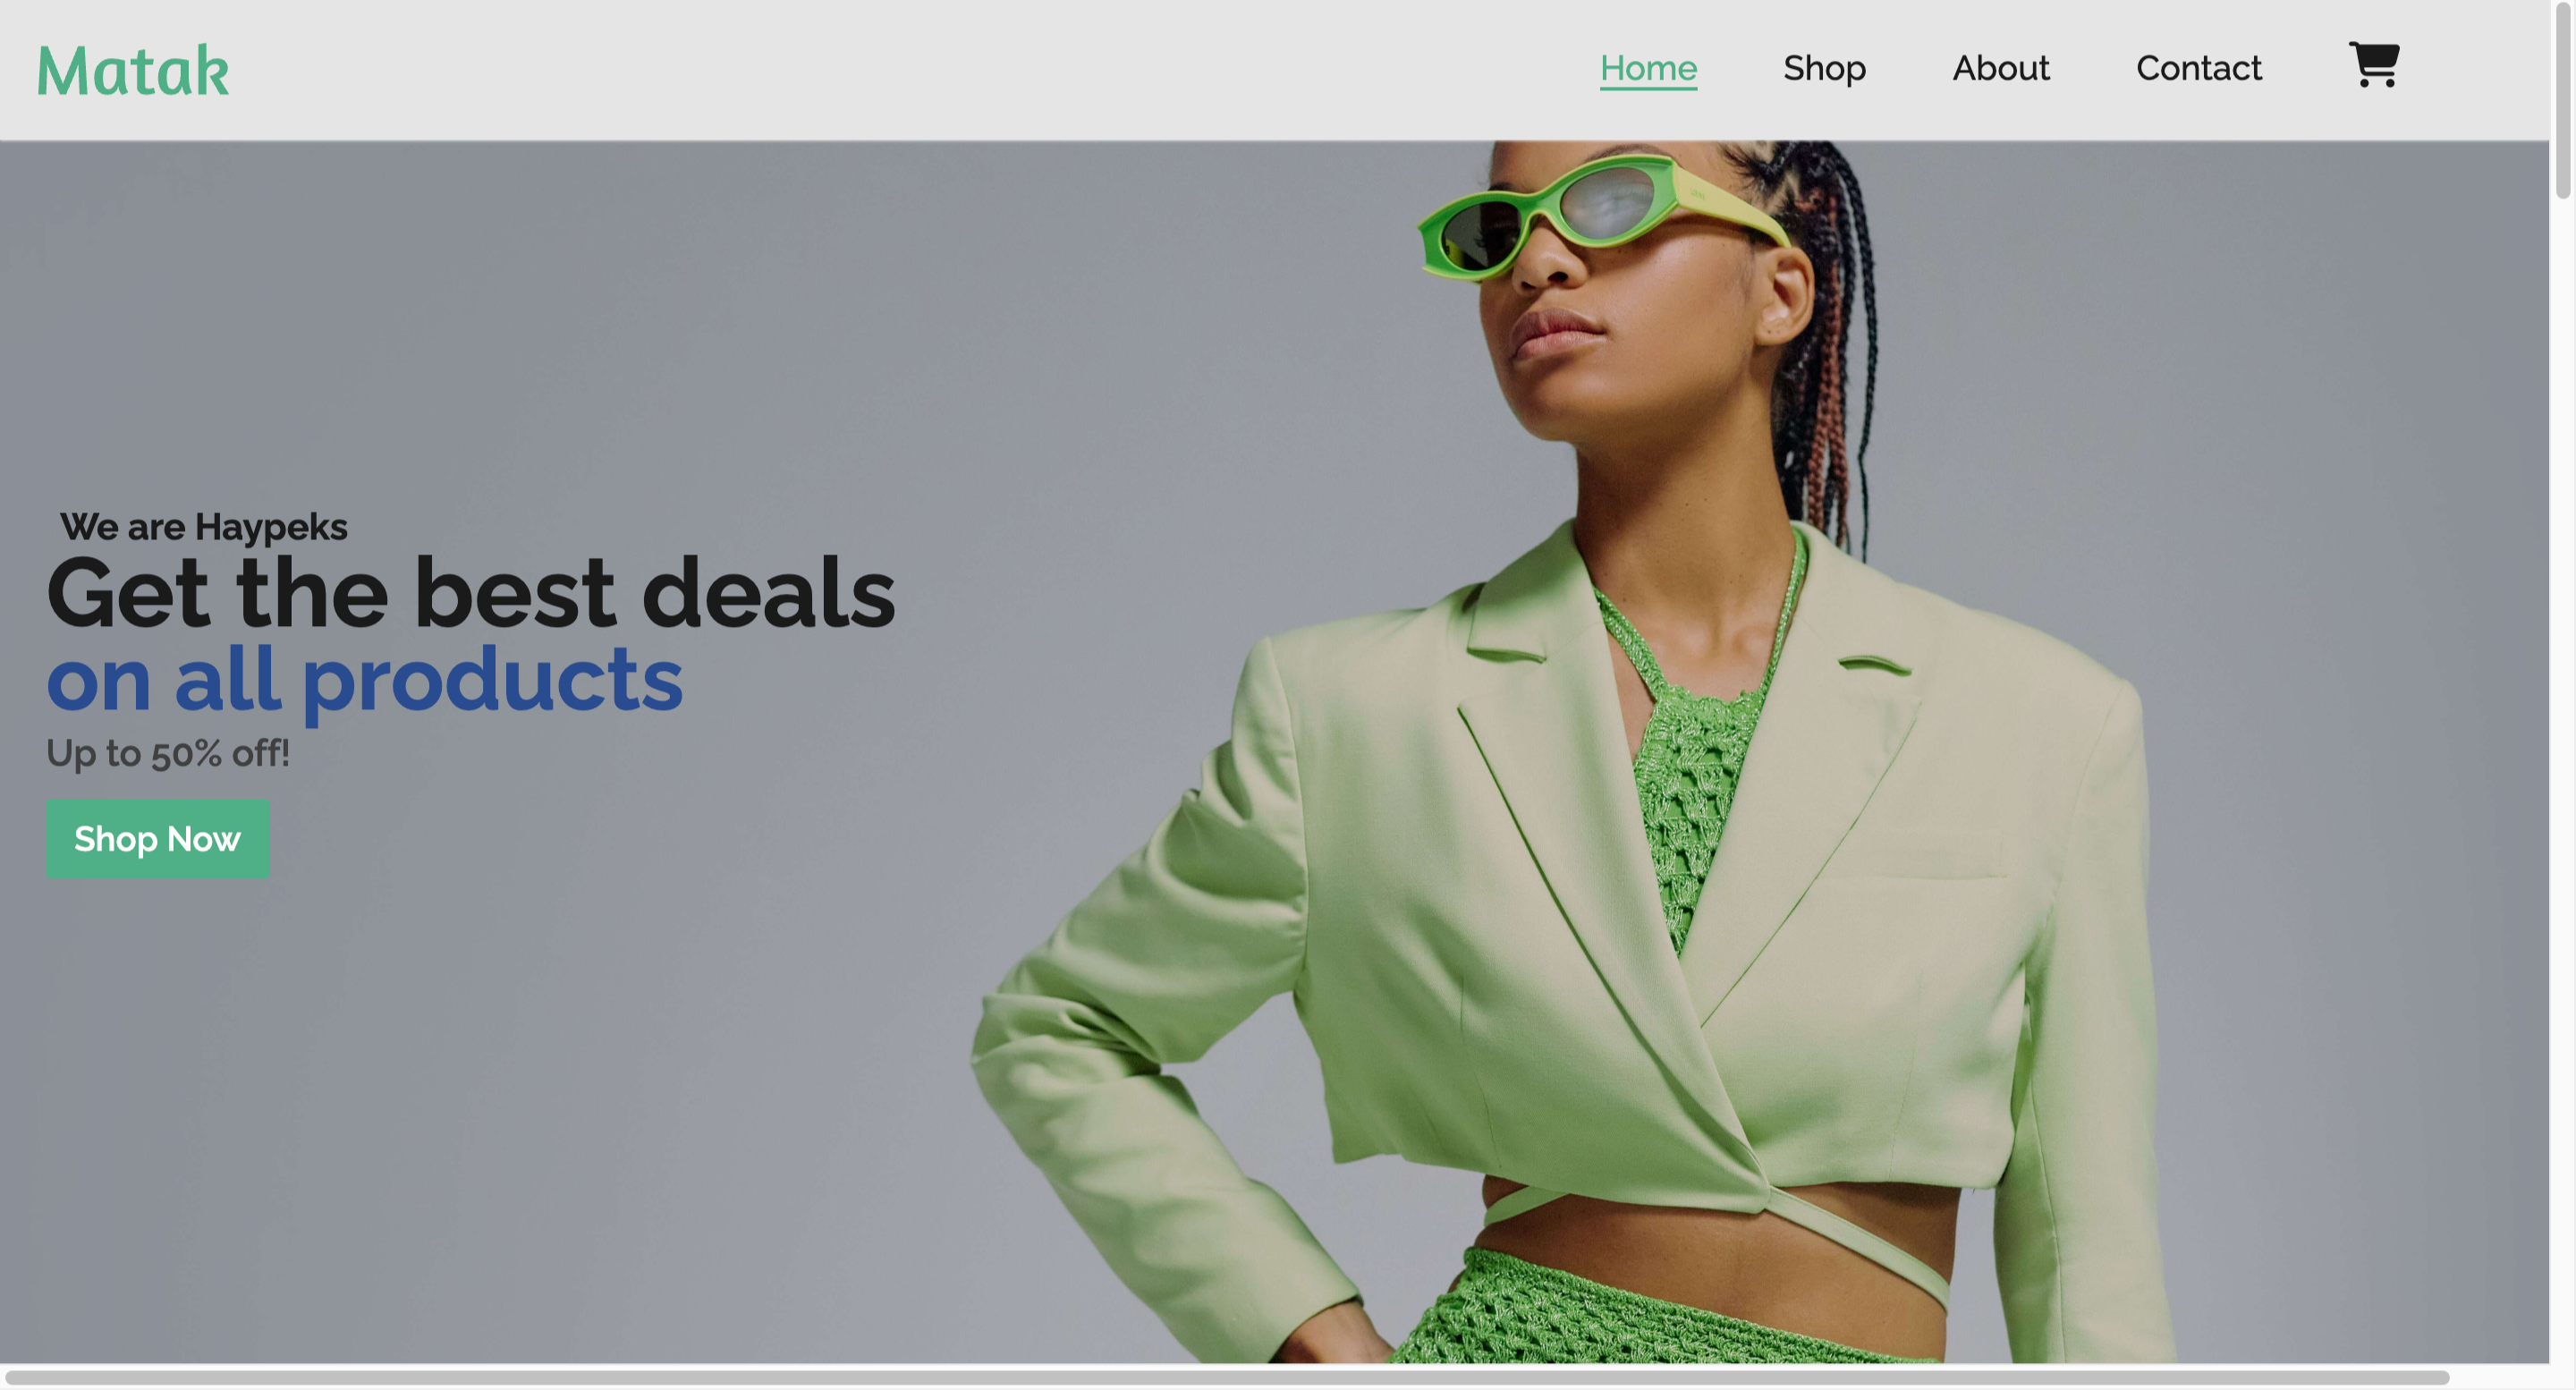 Matak
Home
Shop
About
Contact
We are Haypeks
Get the best deals
on all products
Up to 50% off!
Shop Now